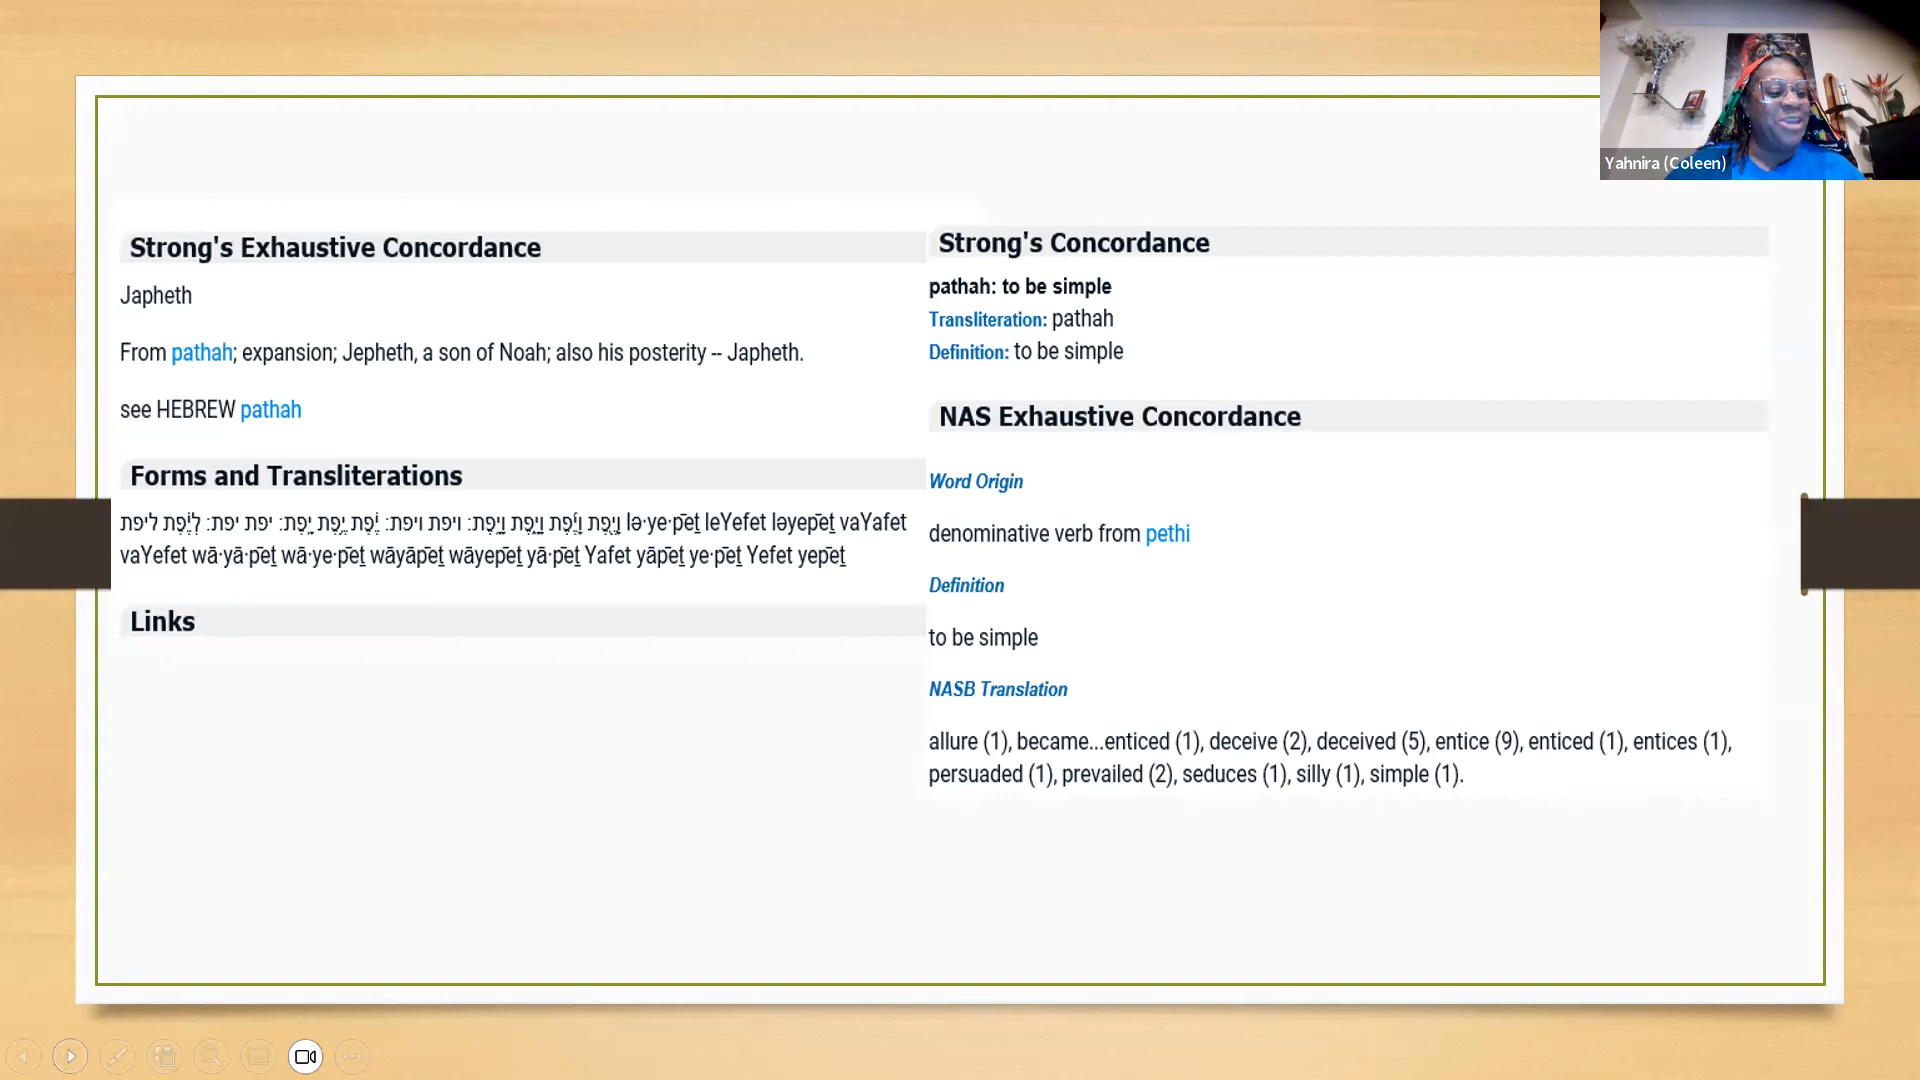 Yahnira (Coleen)
Strong's Exhaustive Concordance
Japheth
From pathah; expansion; Jepheth, a son of Noah; also his posterity -- Japheth.
see HEBREW pathah
Forms and Transliterations
וָיֶ֖פֶת וָיֶ֔פֶת וָיֶ֑פֶת וָיָֽפֶת׃ ויפת ויפת׃ יֶ֗פֶת יֶ֥פֶת יָֽפֶת׃ יפת יפת׃ לְיֶ֔פֶת ליפת lə·ye·p̄eṯ leYefet ləyep̄eṯ vaYafet
vaYefet wā·yā·p̄eṯ wā·ye·p̄eṯ wāyāp̄eṯ wāyep̄eṯ yā·p̄eṯ Yafet yāp̄eṯ ye·p̄eṯ Yefet yep̄eṯ
Links
Strong's Concordance
pathah: to be simple
Transliteration: pathah
Definition: to be simple
NAS Exhaustive Concordance
Word Origin
denominative verb from pethi
Definition
to be simple
NASB Translation
allure (1), became...enticed (1), deceive (2), deceived (5), entice (9), enticed (1), entices (1),
persuaded (1), prevailed (2), seduces (1), silly (1), simple (1).